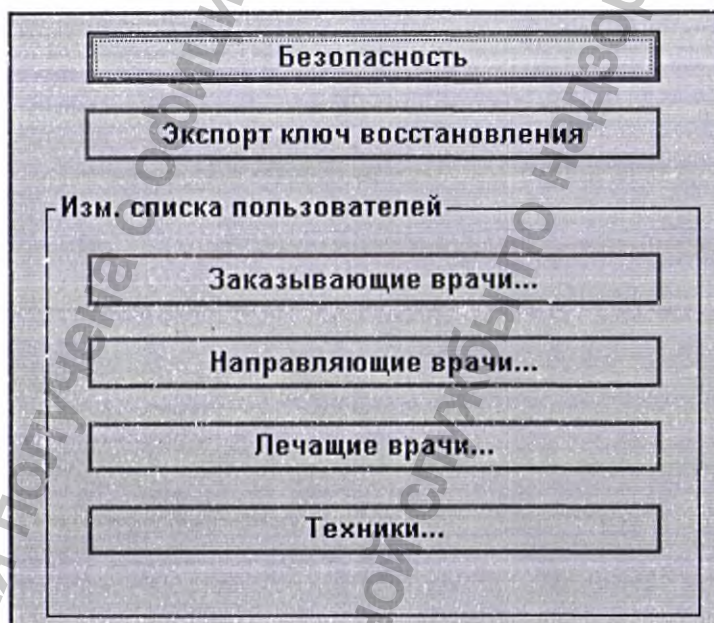 Безопасность
Экспорт ключ восстановления
Изм. списка пользователей
Заказывающие врачи...
Направляющие врачи...
Лечащие врачи...
Техники...